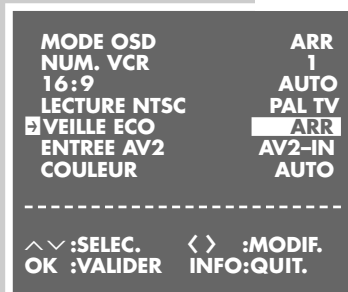 MODE OSD ARR
NUM. VCR 1
16:9 AUTO
LECTURE NTSC PAL TV
VEILLE ECO ARR
ENTREE AV2 AV2-IN
COULEUR AUTO
:SELEC. :MODIF.
OK :VALIDER INFO:QUIT.